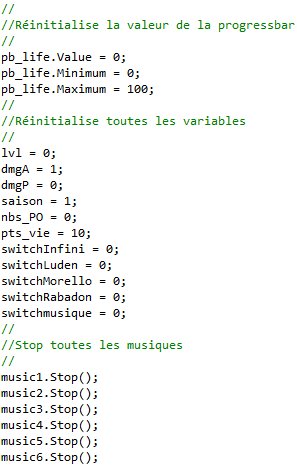 //
//Réinitialise la valeur de la progressbar
//
pb_life.Value = 0;
pb_life.Minimum = 0;
pb_life.Maximum = 100;
//
//Réinitialise toutes les variables
//
lvl = 0;
dmgA = 1;
dmgP = 0;
saison = 1;
nbs_PO = 0;
pts_vie = 10;
switchInfini = 0;
switchLuden = 0;
switchMorello = 0;
switchRabadon = 0;
switchmusique = 0;
//
//Stop toutes les musiques
//
music1.Stop();
music2.Stop();
music3.Stop();
music4.Stop();
music5.Stop();
music6.Stop();